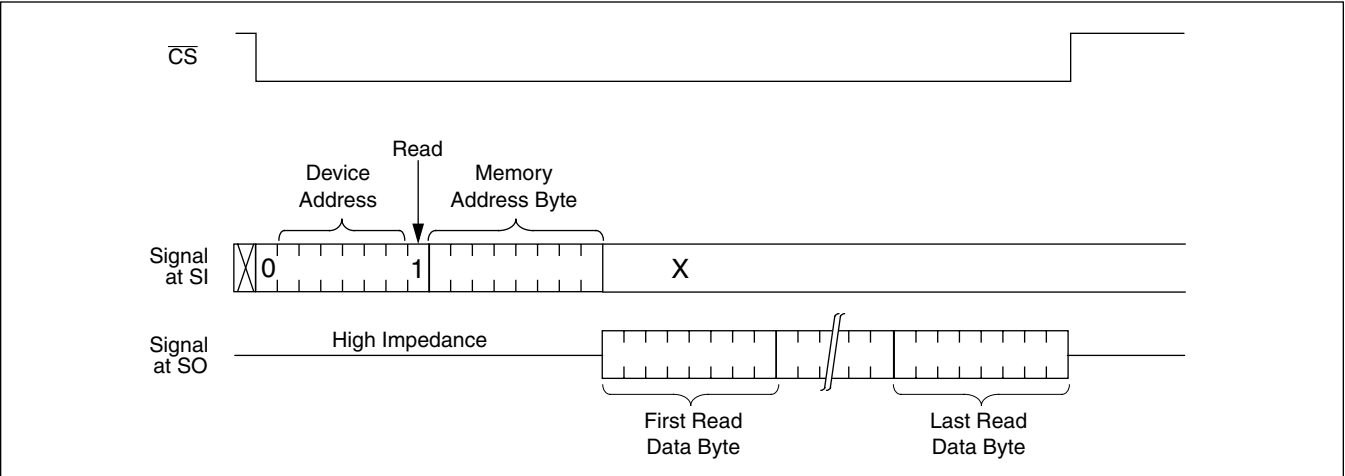 C̅S̅
Read
Device
Address
Memory
Address Byte
Signal
at SI
0
1
X
Signal
at SO
High Impedance
First Read
Data Byte
Last Read
Data Byte